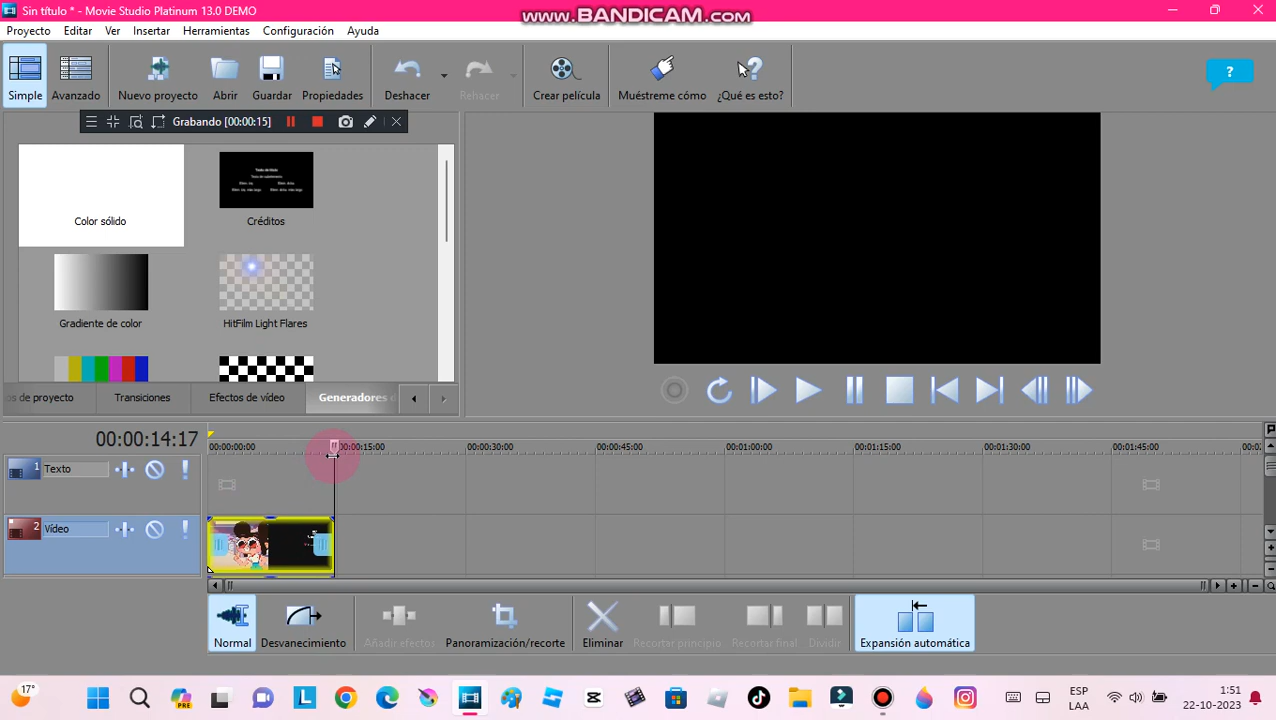 Sin título * - Movie Studio Platinum 13.0 DEMO
www.BANDICAM.com
Proyecto Editar Ver Insertar Herramientas Configuración Ayuda
Simple Avanzado Nuevo proyecto Abrir Guardar Propiedades Deshacer Rehacer Crear película Muéstreme cómo ¿Qué es esto? ?
Grabando [00:00:15]
Color sólido Créditos
Gradiente de color HitFilm Light Flares
os de proyecto Transiciones Efectos de vídeo Generadores d
00:00:14:17
00:00:00:00 00:00:15:00 00:00:30:00 00:00:45:00 00:01:00:00 00:01:15:00 00:01:30:00 00:01:45:00 00:0
1 Texto
2 Vídeo
Normal Desvanecimiento Añadir efectos Panoramización/recorte Eliminar Recortar principio Recortar final Dividir Expansión automática
17° PRE L ESP LAA 1:51 22-10-2023